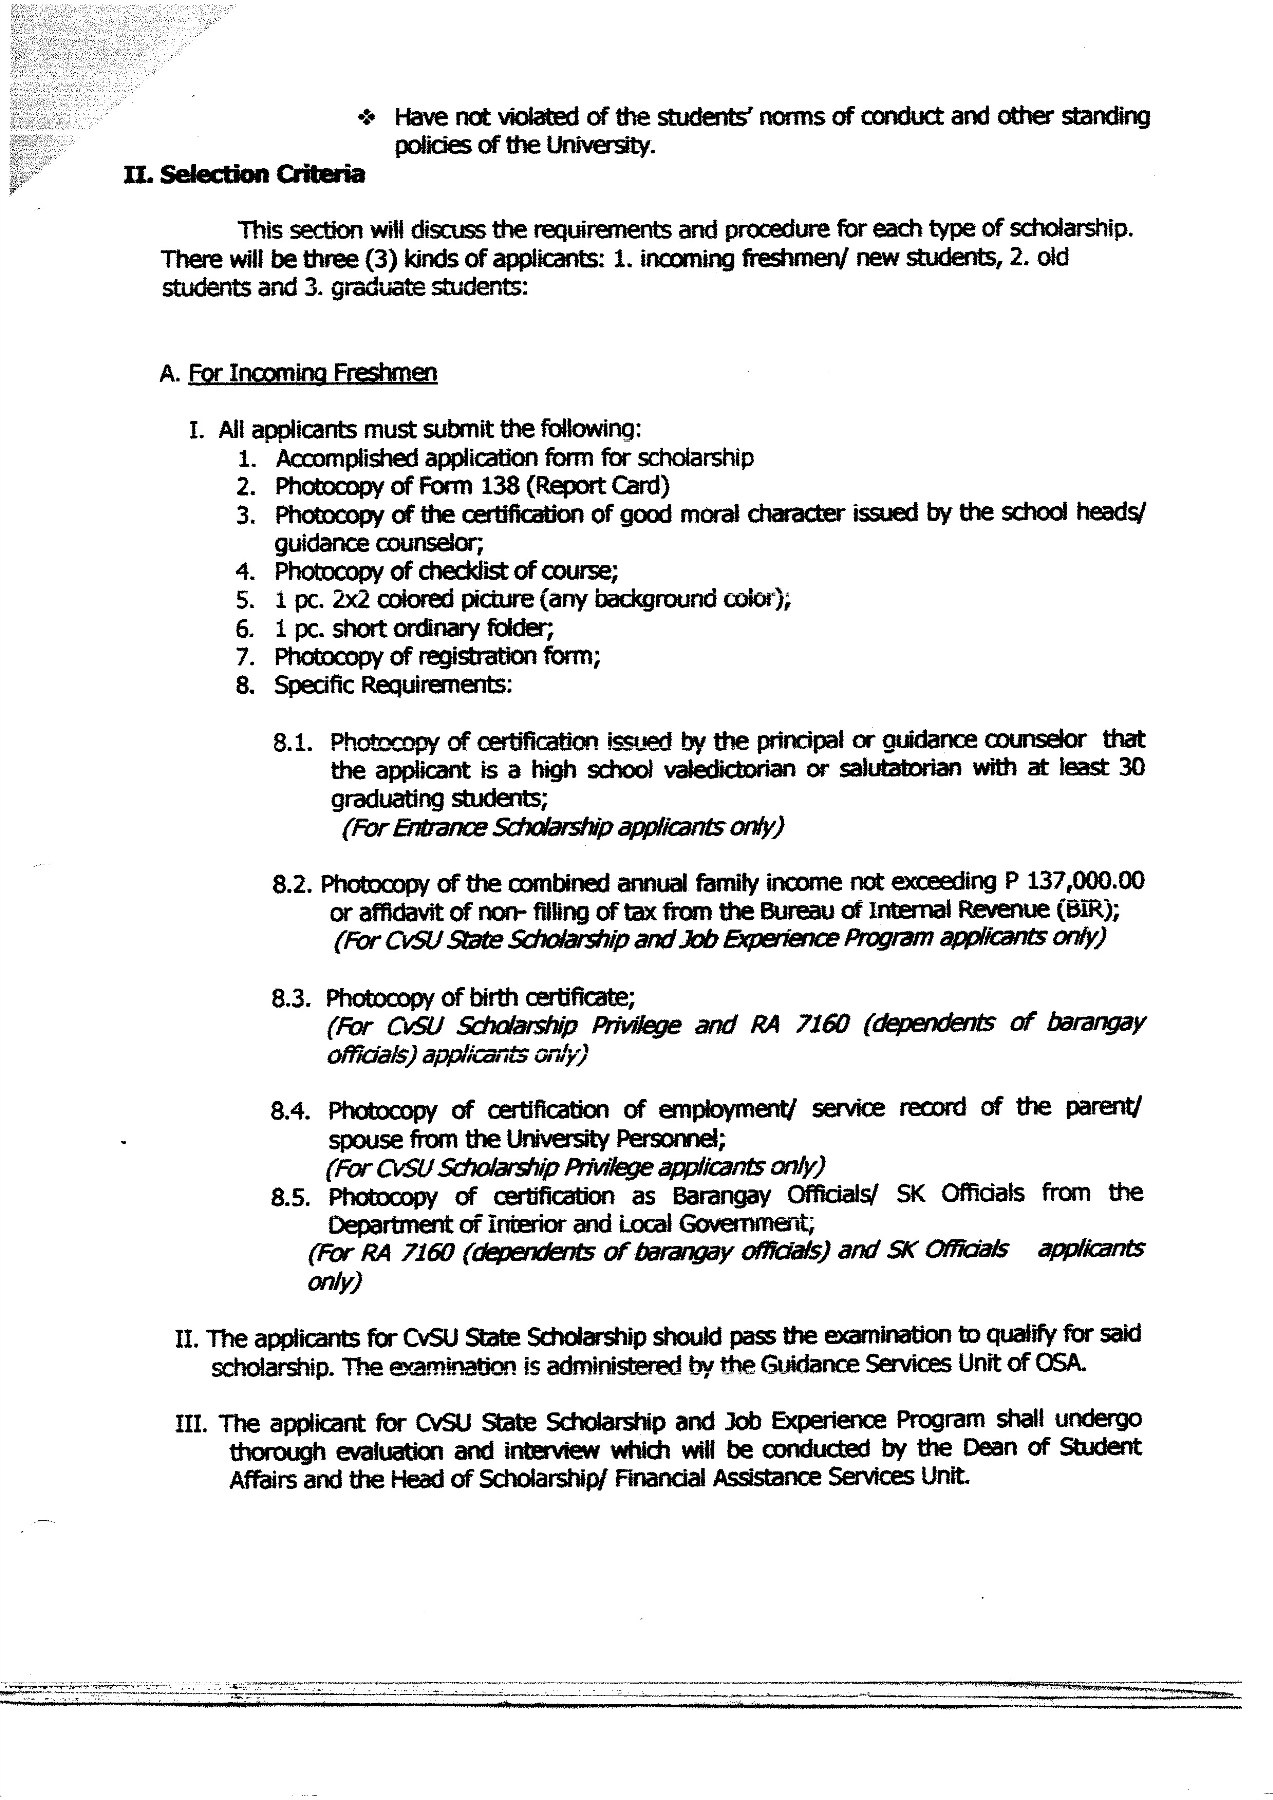 ❖ Have not violated of the students' norms of conduct and other standing
policies of the University.
II. Selection Criteria
This section will discuss the requirements and procedure for each type of scholarship.
There will be three (3) kinds of applicants: 1. incoming freshmen/ new students, 2. old
students and 3. graduate students:
A. For Incoming Freshmen
I. All applicants must submit the following:
1. Accomplished application form for scholarship
2. Photocopy of Form 138 (Report Card)
3. Photocopy of the certification of good moral character issued by the school heads/
guidance counselor;
4. Photocopy of checklist of course;
5. 1 pc. 2x2 colored picture (any background color);
6. 1 pc. short ordinary folder;
7. Photocopy of registration form;
8. Specific Requirements:
8.1. Photocopy of certification issued by the principal or guidance counselor that
the applicant is a high school valedictorian or salutatorian with at least 30
graduating students;
(For Entrance Scholarship applicants only)
8.2. Photocopy of the combined annual family income not exceeding P 137,000.00
or affidavit of non- filling of tax from the Bureau of Internal Revenue (BIR);
(For CvSU State Scholarship and Job Experience Program applicants only)
8.3. Photocopy of birth certificate;
(For CvSU Scholarship Privilege and RA 7160 (dependents of barangay
officials) applicants only)
8.4. Photocopy of certification of employment/ service record of the parent/
spouse from the University Personnel;
(For CvSU Scholarship Privilege applicants only)
8.5. Photocopy of certification as Barangay Officials/ SK Officials from the
Department of Interior and Local Government;
(For RA 7160 (dependents of barangay officials) and SK Officials applicants
only)
II. The applicants for CvSU State Scholarship should pass the examination to qualify for said
scholarship. The examination is administered by the Guidance Services Unit of OSA.
III. The applicant for CvSU State Scholarship and Job Experience Program shall undergo
thorough evaluation and interview which will be conducted by the Dean of Student
Affairs and the Head of Scholarship/ Financial Assistance Services Unit.